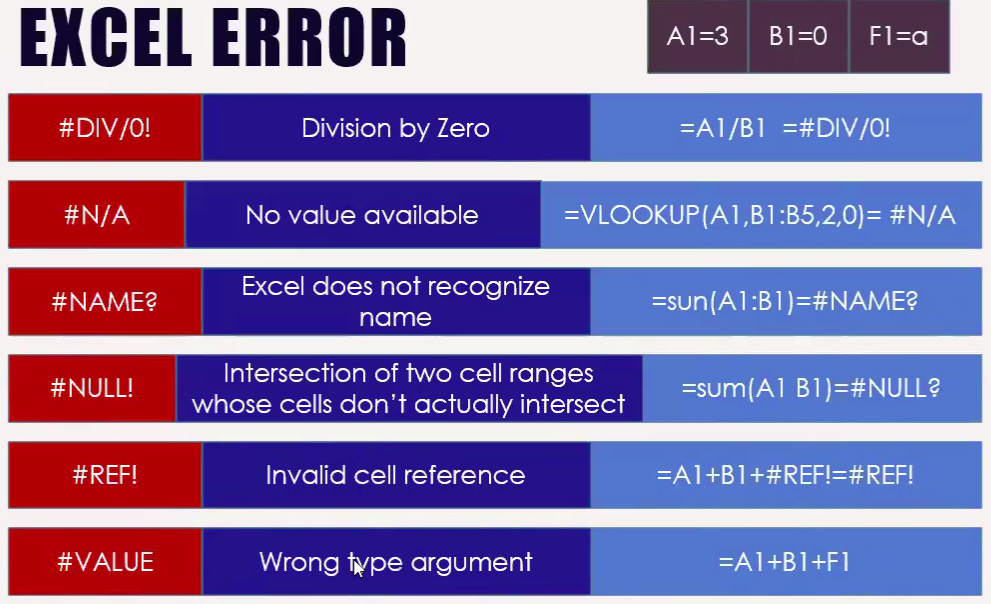 EXCEL ERROR
A1=3 B1=0 F1=a
#DIV/0! Division by Zero =A1/B1 =#DIV/0!
#N/A No value available =VLOOKUP(A1,B1:B5,2,0)= #N/A
#NAME? Excel does not recognize
name =sun(A1:B1)=#NAME?
#NULL! Intersection of two cell ranges
whose cells don't actually intersect =sum(A1 B1)=#NULL?
#REF! Invalid cell reference =A1+B1+#REF!=#REF!
#VALUE Wrong type argument =A1+B1+F1